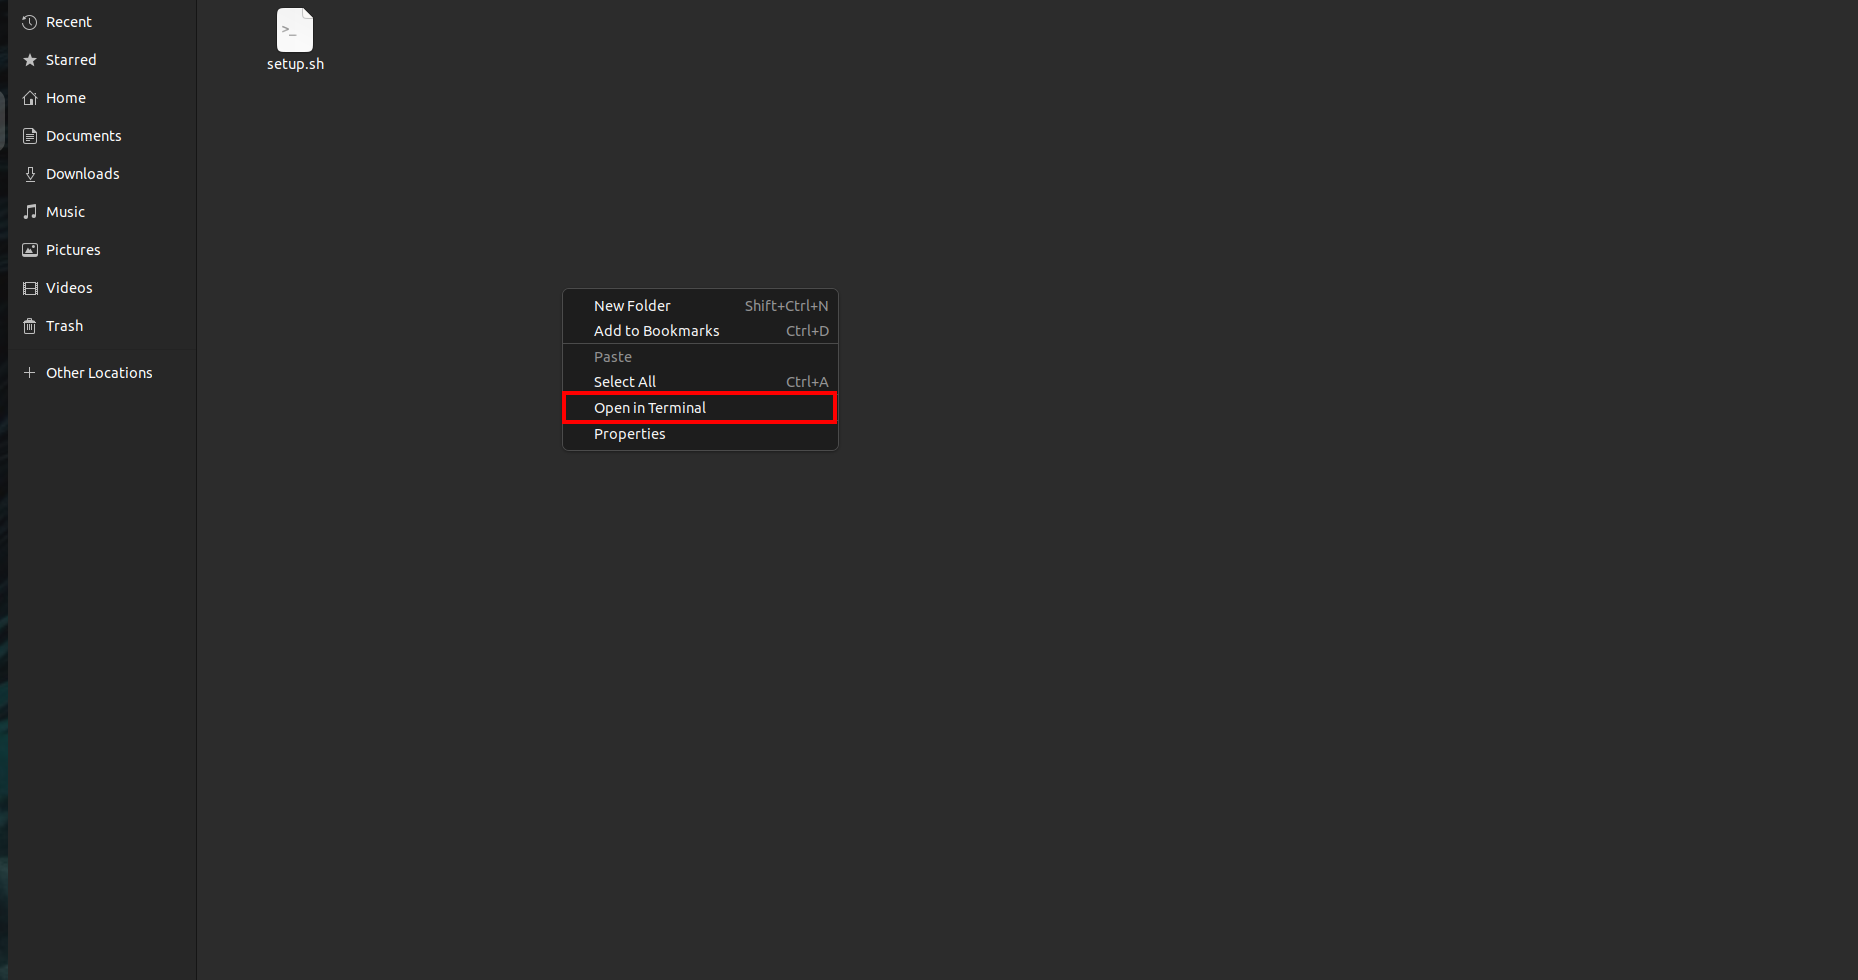 Recent
Starred
Home
Documents
Downloads
Music
Pictures
Videos
Trash
Other Locations
>_
setup.sh
New Folder Shift+Ctrl+N
Add to Bookmarks Ctrl+D
Paste
Select All Ctrl+A
Open in Terminal
Properties